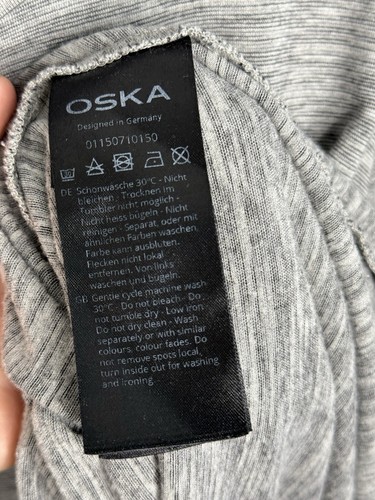 OSKA
Designed in Germany
01150710150
DE Schonwäsche 30°C - Nicht
bleichen - Trocknen im
Tumbler nicht möglich -
Nicht heiss bügeln - Nicht
reinigen - Separat, oder mit
ähnlichen Farben waschen.
Farbe kann ausbluten.
Flecken nicht lokal
entfernen. Von links
waschen und bügeln.
GB Gentle cycle machine wash
30°C - Do not bleach - Do
not tumble dry - Low iron
Do not dry clean - Wash
separately or with similar
colours, colour fades. Do
not remove spots local,
turn inside out for washing
and ironing